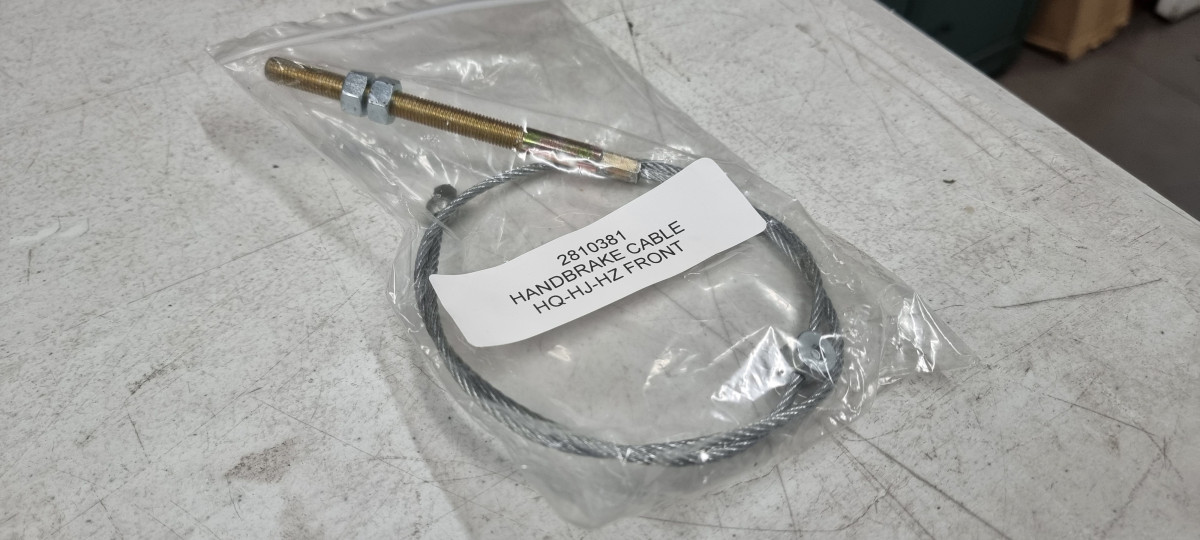 2810381
HANDBRAKE CABLE
HQ-HJ-HZ FRONT